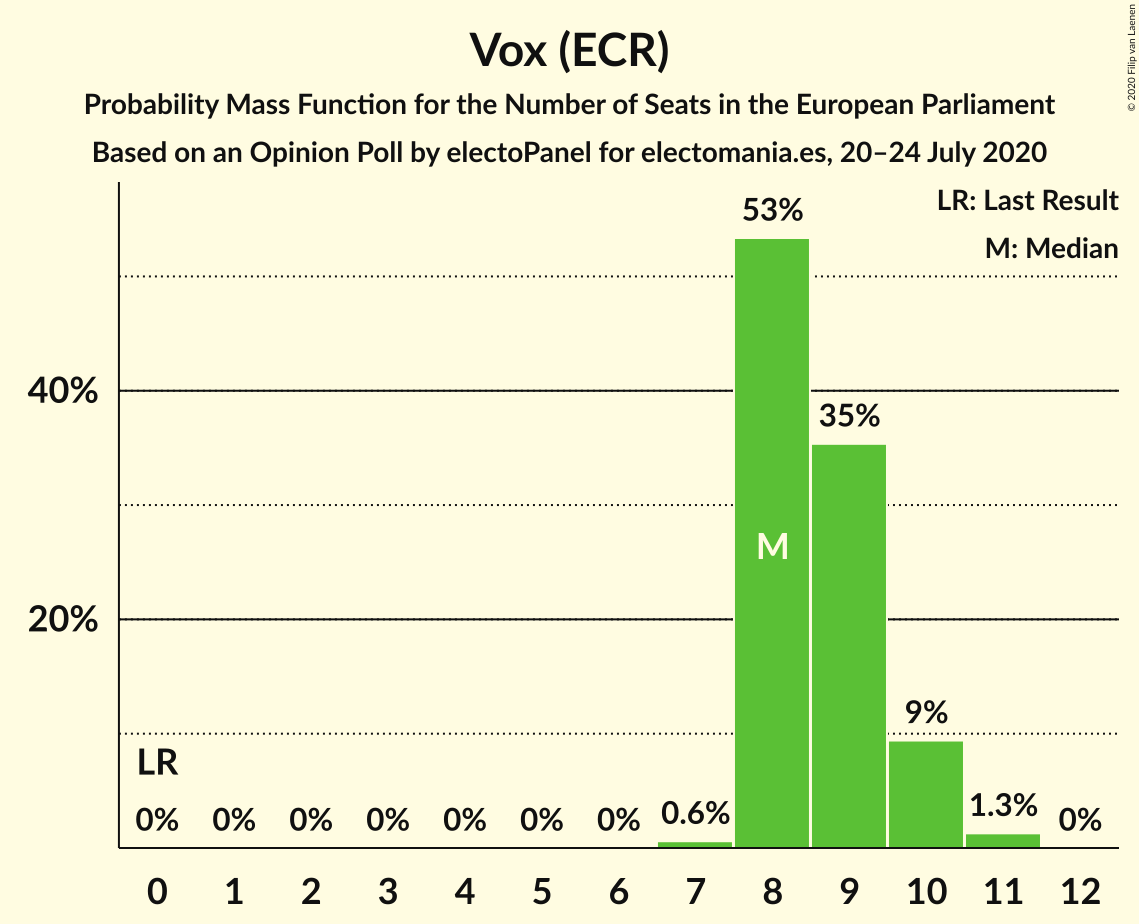 Vox (ECR)
Probability Mass Function for the Number of Seats in the European Parliament
Based on an Opinion Poll by electoPanel for electomania.es, 20–24 July 2020
© 2020 Filip van Laenen
LR: Last Result
M: Median
53%
40%
35%
M
20%
9%
LR
0% 0% 0% 0% 0% 0% 0% 0.6% 1.3% 0%
0 1 2 3 4 5 6 7 8 9 10 11 12